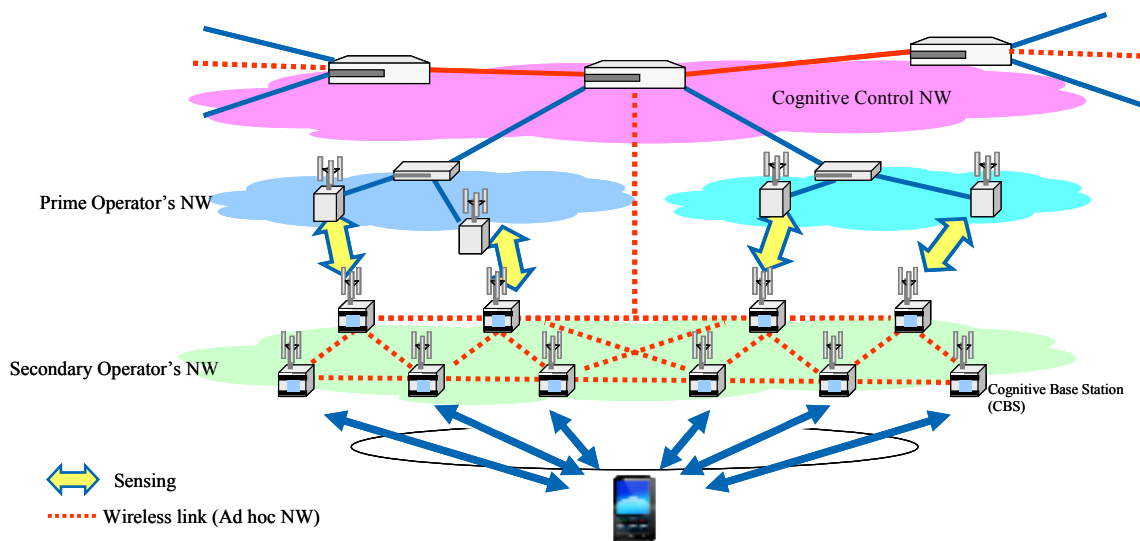 Cognitive Control NW
Prime Operator's NW
Secondary Operator's NW
Cognitive Base Station
(CBS)
Sensing
Wireless link (Ad hoc NW)